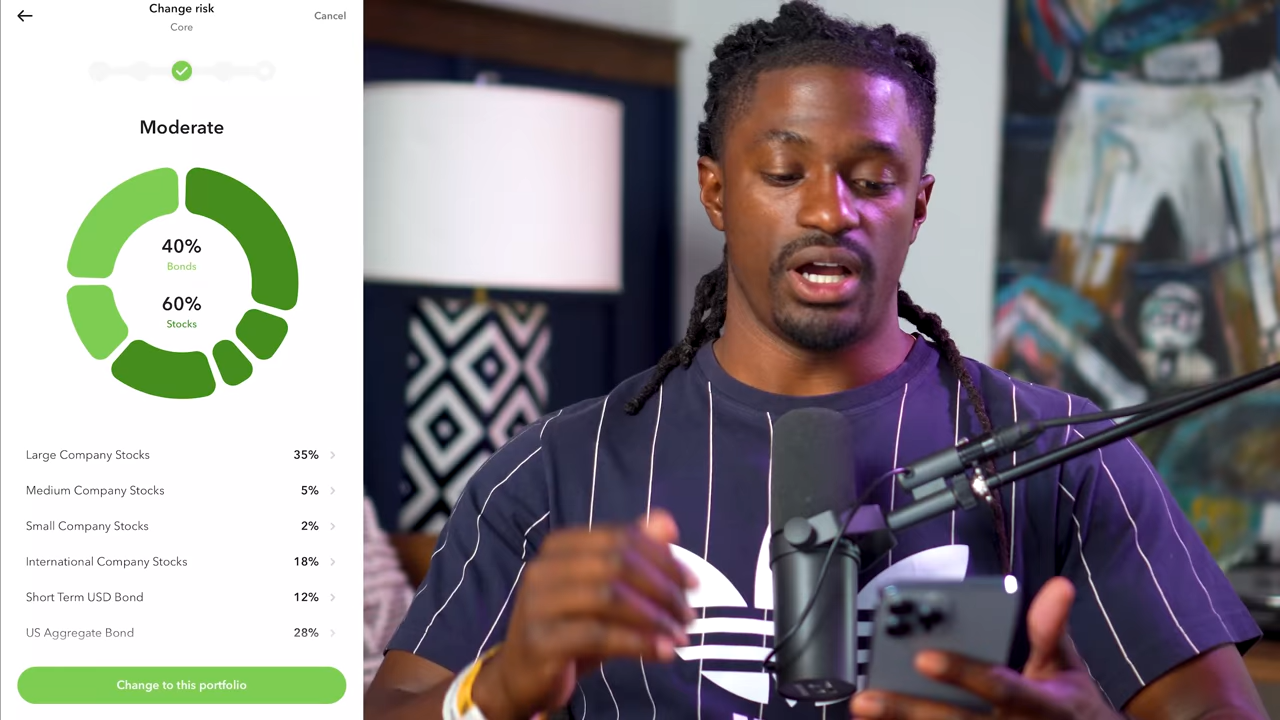 Change risk
Cancel
Core
Moderate
40%
Bonds
60%
Stocks
Large Company Stocks 35%
Medium Company Stocks 5%
Small Company Stocks 2%
International Company Stocks 18%
Short Term USD Bond 12%
US Aggregate Bond 28%
Change to this portfolio